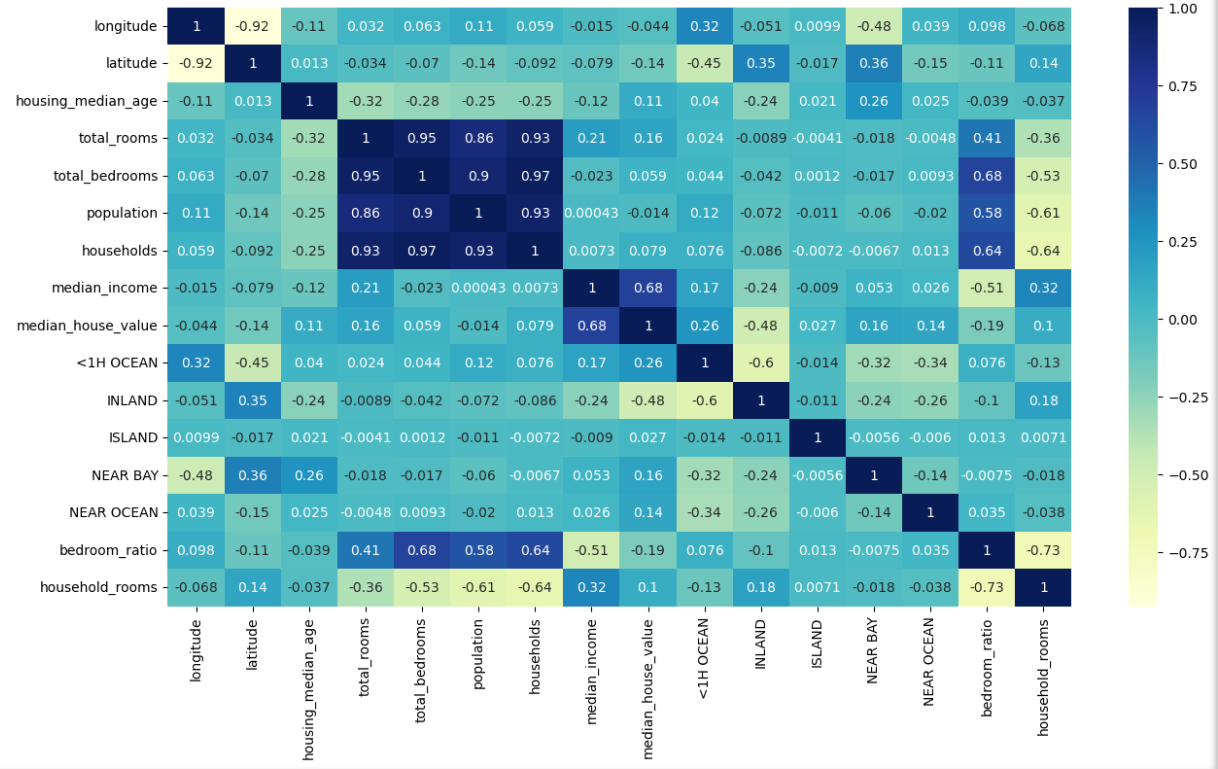 longitude 1 -0.92 -0.11 0.032 0.063 0.11 0.059 -0.015 -0.044 0.32 -0.051 0.0099 -0.48 0.039 0.098 -0.068
latitude -0.92 1 0.013 -0.034 -0.07 -0.14 -0.092 -0.079 -0.14 -0.45 0.35 -0.017 0.36 -0.15 -0.11 0.14
housing_median_age -0.11 0.013 1 -0.32 -0.28 -0.25 -0.25 -0.12 0.11 0.04 -0.24 0.021 0.26 0.025 -0.039 -0.037
total_rooms 0.032 -0.034 -0.32 1 0.95 0.86 0.93 0.21 0.16 0.024 -0.0089 -0.0041 -0.018 -0.0048 0.41 -0.36
total_bedrooms 0.063 -0.07 -0.28 0.95 1 0.9 0.97 -0.023 0.059 0.044 -0.042 0.0012 -0.017 0.0093 0.68 -0.53
population 0.11 -0.14 -0.25 0.86 0.9 1 0.93 0.00043 -0.014 0.12 -0.072 -0.011 -0.06 -0.02 0.58 -0.61
households 0.059 -0.092 -0.25 0.93 0.97 0.93 1 0.0073 0.079 0.076 -0.086 -0.0072 -0.0067 0.013 0.64 -0.64
median_income -0.015 -0.079 -0.12 0.21 -0.023 0.00043 0.0073 1 0.68 0.17 -0.24 -0.009 0.053 0.026 -0.51 0.32
median_house_value -0.044 -0.14 0.11 0.16 0.059 -0.014 0.079 0.68 1 0.26 -0.48 0.027 0.16 0.14 -0.19 0.1
<1H OCEAN 0.32 -0.45 0.04 0.024 0.044 0.12 0.076 0.17 0.26 1 -0.6 -0.014 -0.32 -0.34 0.076 -0.13
INLAND -0.051 0.35 -0.24 -0.0089 -0.042 -0.072 -0.086 -0.24 -0.48 -0.6 1 -0.011 -0.24 -0.26 -0.1 0.18
ISLAND 0.0099 -0.017 0.021 -0.0041 0.0012 -0.011 -0.0072 -0.009 0.027 -0.014 -0.011 1 -0.0056 -0.006 0.013 0.0071
NEAR BAY -0.48 0.36 0.26 -0.018 -0.017 -0.06 -0.0067 0.053 0.16 -0.32 -0.24 -0.0056 1 -0.14 -0.0075 -0.018
NEAR OCEAN 0.039 -0.15 0.025 -0.0048 0.0093 -0.02 0.013 0.026 0.14 -0.34 -0.26 -0.006 -0.14 1 0.035 -0.038
bedroom_ratio 0.098 -0.11 -0.039 0.41 0.68 0.58 0.64 -0.51 -0.19 0.076 -0.1 0.013 -0.0075 0.035 1 -0.73
household_rooms -0.068 0.14 -0.037 -0.36 -0.53 -0.61 -0.64 0.32 0.1 -0.13 0.18 0.0071 -0.018 -0.038 -0.73 1
longitude
latitude
housing_median_age
total_rooms
total_bedrooms
population
households
median_income
median_house_value
<1H OCEAN
INLAND
ISLAND
NEAR BAY
NEAR OCEAN
bedroom_ratio
household_rooms
1.00
0.75
0.50
0.25
0.00
−0.25
−0.50
−0.75